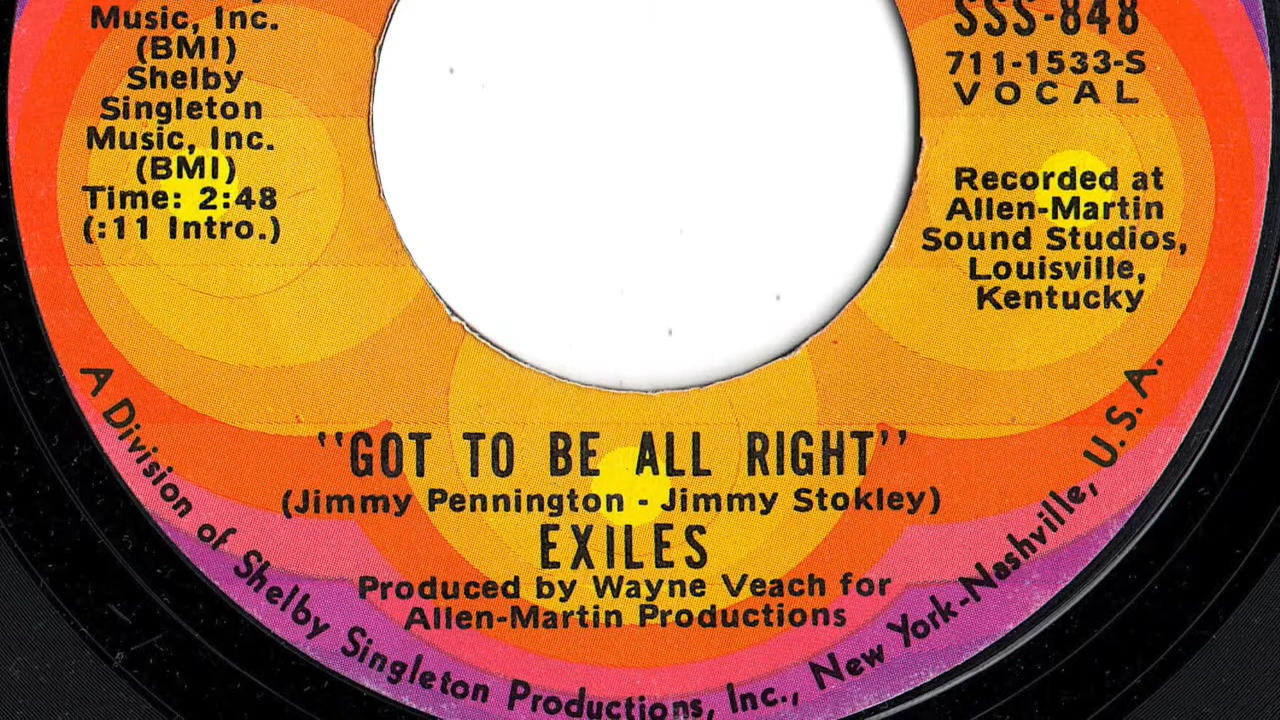 Music, Inc.
(BMI)
Shelby
Singleton
Music, Inc.
(BMI)
Time: 2:48
(:11 Intro.)
SSS-848
711-1533-S
VOCAL
Recorded at
Allen-Martin
Sound Studios,
Louisville,
Kentucky
"GOT TO BE ALL RIGHT"
(Jimmy Pennington - Jimmy Stokley)
EXILES
Produced by Wayne Veach for
Allen-Martin Productions
A Division of Shelby Singleton Productions, Inc., New York-Nashville, U.S.A.